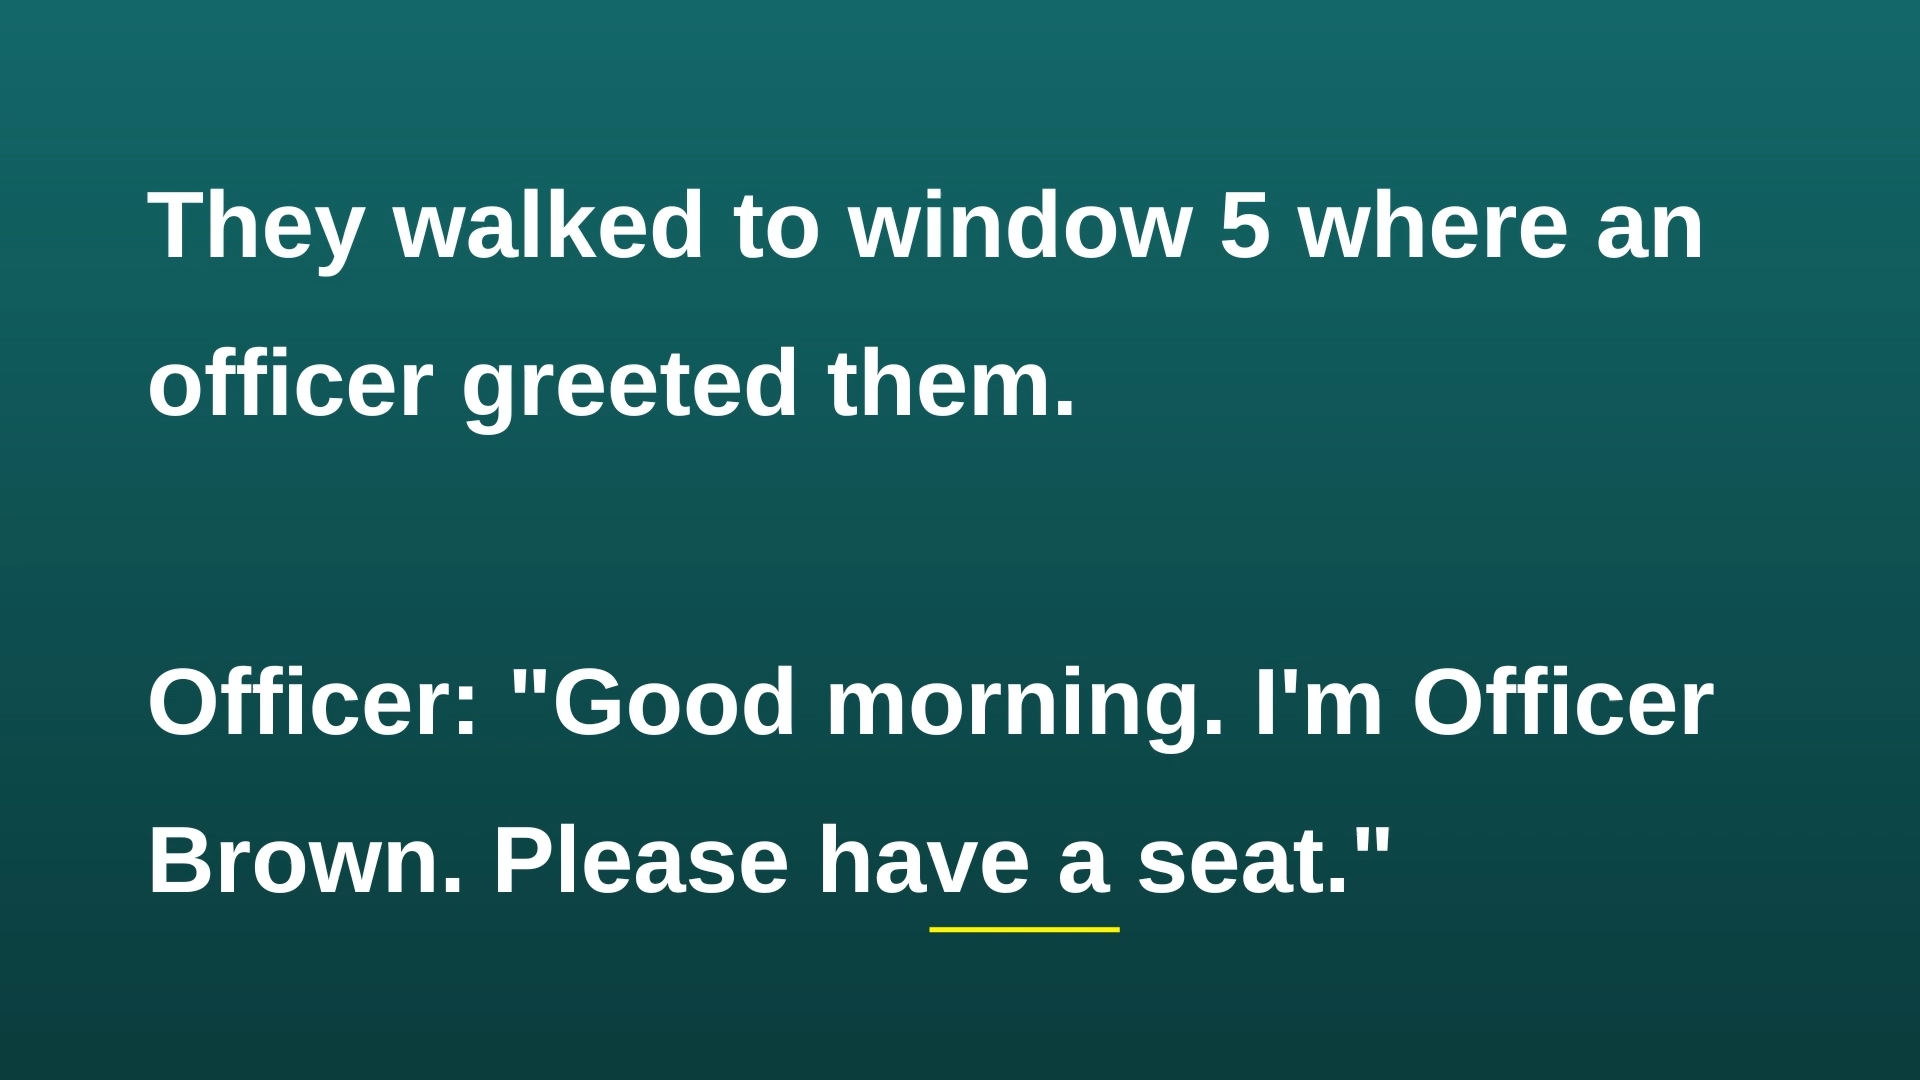 They walked to window 5 where an
officer greeted them.
Officer: "Good morning. I'm Officer
Brown. Please have a seat."